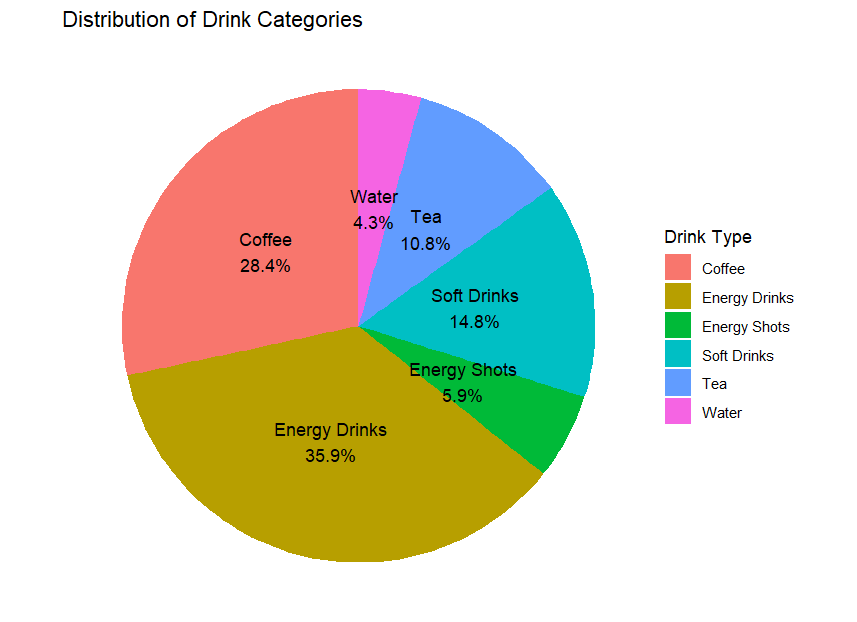 Distribution of Drink Categories
Water
4.3%
Tea
10.8%
Coffee
28.4%
Soft Drinks
14.8%
Energy Shots
5.9%
Energy Drinks
35.9%
Drink Type
Coffee
Energy Drinks
Energy Shots
Soft Drinks
Tea
Water